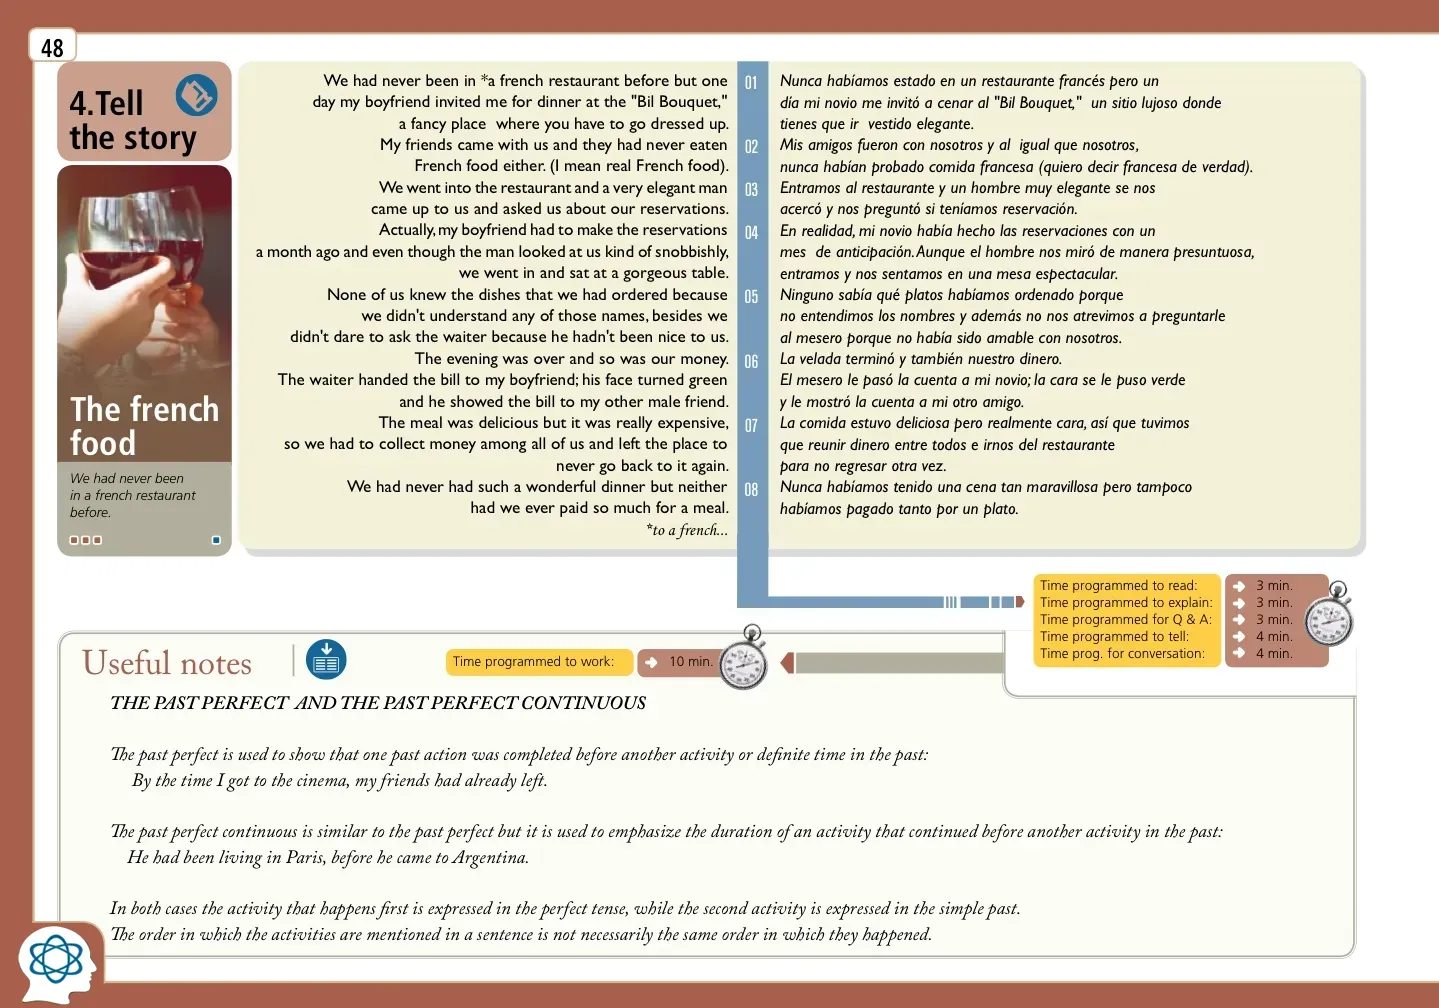 48
4.Tell
the story
The french
food
We had never been
in a french restaurant
before.
We had never been in *a french restaurant before but one
day my boyfriend invited me for dinner at the "Bil Bouquet,"
a fancy place where you have to go dressed up.
My friends came with us and they had never eaten
French food either. (I mean real French food).
We went into the restaurant and a very elegant man
came up to us and asked us about our reservations.
Actually, my boyfriend had to make the reservations
a month ago and even though the man looked at us kind of snobbishly,
we went in and sat at a gorgeous table.
None of us knew the dishes that we had ordered because
we didn't understand any of those names, besides we
didn't dare to ask the waiter because he hadn't been nice to us.
The evening was over and so was our money.
The waiter handed the bill to my boyfriend; his face turned green
and he showed the bill to my other male friend.
The meal was delicious but it was really expensive,
so we had to collect money among all of us and left the place to
never go back to it again.
We had never had such a wonderful dinner but neither
had we ever paid so much for a meal.
*to a french...
01
02
03
04
05
06
07
08
Nunca habíamos estado en un restaurante francés pero un
día mi novio me invitó a cenar al "Bil Bouquet," un sitio lujoso donde
tienes que ir vestido elegante.
Mis amigos fueron con nosotros y al igual que nosotros,
nunca habían probado comida francesa (quiero decir francesa de verdad).
Entramos al restaurante y un hombre muy elegante se nos
acercó y nos preguntó si teníamos reservación.
En realidad, mi novio había hecho las reservaciones con un
mes de anticipación. Aunque el hombre nos miró de manera presuntuosa,
entramos y nos sentamos en una mesa espectacular.
Ninguno sabía qué platos habíamos ordenado porque
no entendimos los nombres y además no nos atrevimos a preguntarle
al mesero porque no había sido amable con nosotros.
La velada terminó y también nuestro dinero.
El mesero le pasó la cuenta a mi novio; la cara se le puso verde
y le mostró la cuenta a mi otro amigo.
La comida estuvo deliciosa pero realmente cara, así que tuvimos
que reunir dinero entre todos e irnos del restaurante
para no regresar otra vez.
Nunca habíamos tenido una cena tan maravillosa pero tampoco
habíamos pagado tanto por un plato.
Time programmed to read: 3 min.
Time programmed to explain: 3 min.
Time programmed for Q & A: 3 min.
Time programmed to tell: 4 min.
Time prog. for conversation: 4 min.
Useful notes
Time programmed to work: 10 min.
THE PAST PERFECT AND THE PAST PERFECT CONTINUOUS
The past perfect is used to show that one past action was completed before another activity or definite time in the past:
By the time I got to the cinema, my friends had already left.
The past perfect continuous is similar to the past perfect but it is used to emphasize the duration of an activity that continued before another activity in the past:
He had been living in Paris, before he came to Argentina.
In both cases the activity that happens first is expressed in the perfect tense, while the second activity is expressed in the simple past.
The order in which the activities are mentioned in a sentence is not necessarily the same order in which they happened.